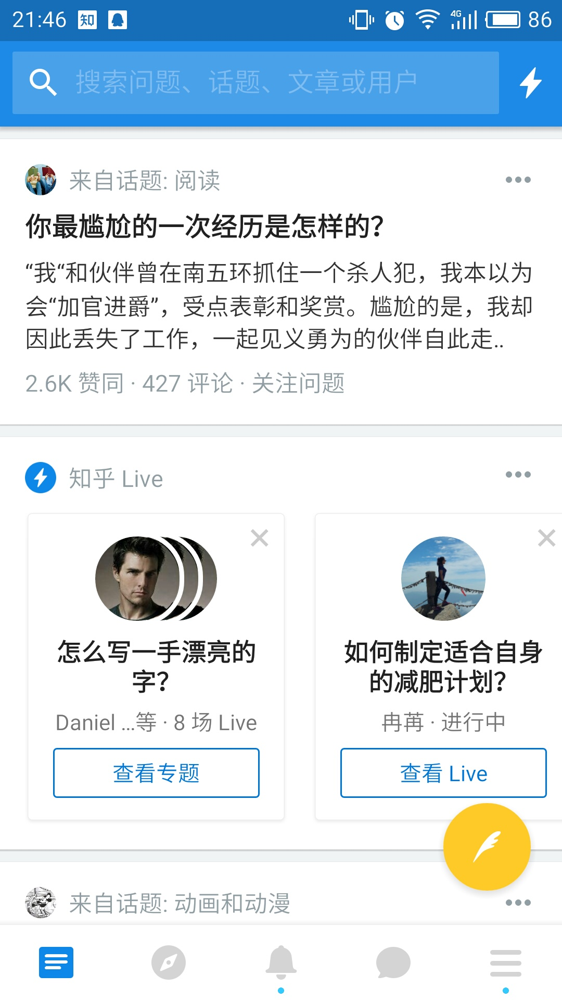 21:46 知 4G 86
搜索问题、话题、文章或用户
来自话题: 阅读
你最尴尬的一次经历是怎样的？
“我“和伙伴曾在南五环抓住一个杀人犯，我本以为
会“加官进爵”，受点表彰和奖赏。尴尬的是，我却
因此丢失了工作，一起见义勇为的伙伴自此走..
2.6K 赞同 · 427 评论 · 关注问题
知乎 Live
怎么写一手漂亮的
字？
Daniel ...等 · 8 场 Live
查看专题
如何制定适合自身
的减肥计划？
冉苒 · 进行中
查看 Live
来自话题: 动画和动漫